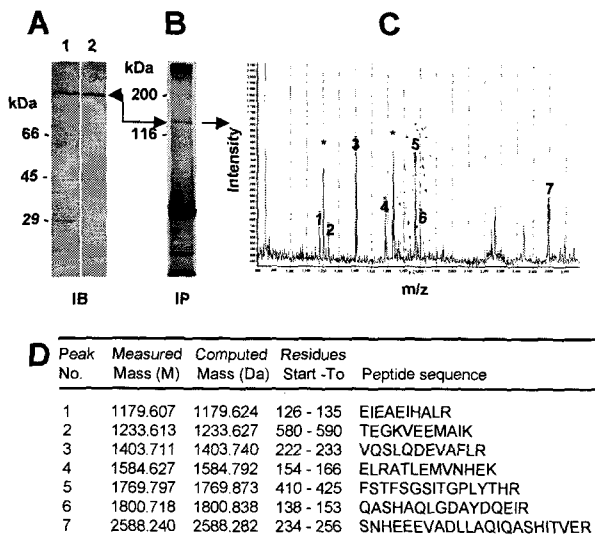 A B C
1 2
kDa
66 -
45 -
29 -
IB
kDa
200 -
116 -
IP
Intensity
* *
1 2 3 4 5 6 7
m/z
D Peak Measured Computed Residues
No. Mass (M) Mass (Da) Start -To Peptide sequence
1 1179.607 1179.624 126 - 135 EIEAEIHALR
2 1233.613 1233.627 580 - 590 TEGKVEEMAIK
3 1403.711 1403.740 222 - 233 VQSLQDEVAFLR
4 1584.627 1584.792 154 - 166 ELRATLEMVNHEK
5 1769.797 1769.873 410 - 425 FSTFSGSITGPLYTHR
6 1800.718 1800.838 138 - 153 QASHAQLGDAYDQEIR
7 2588.240 2588.282 234 - 256 SNHEEEVADLLAQIQASHITVER